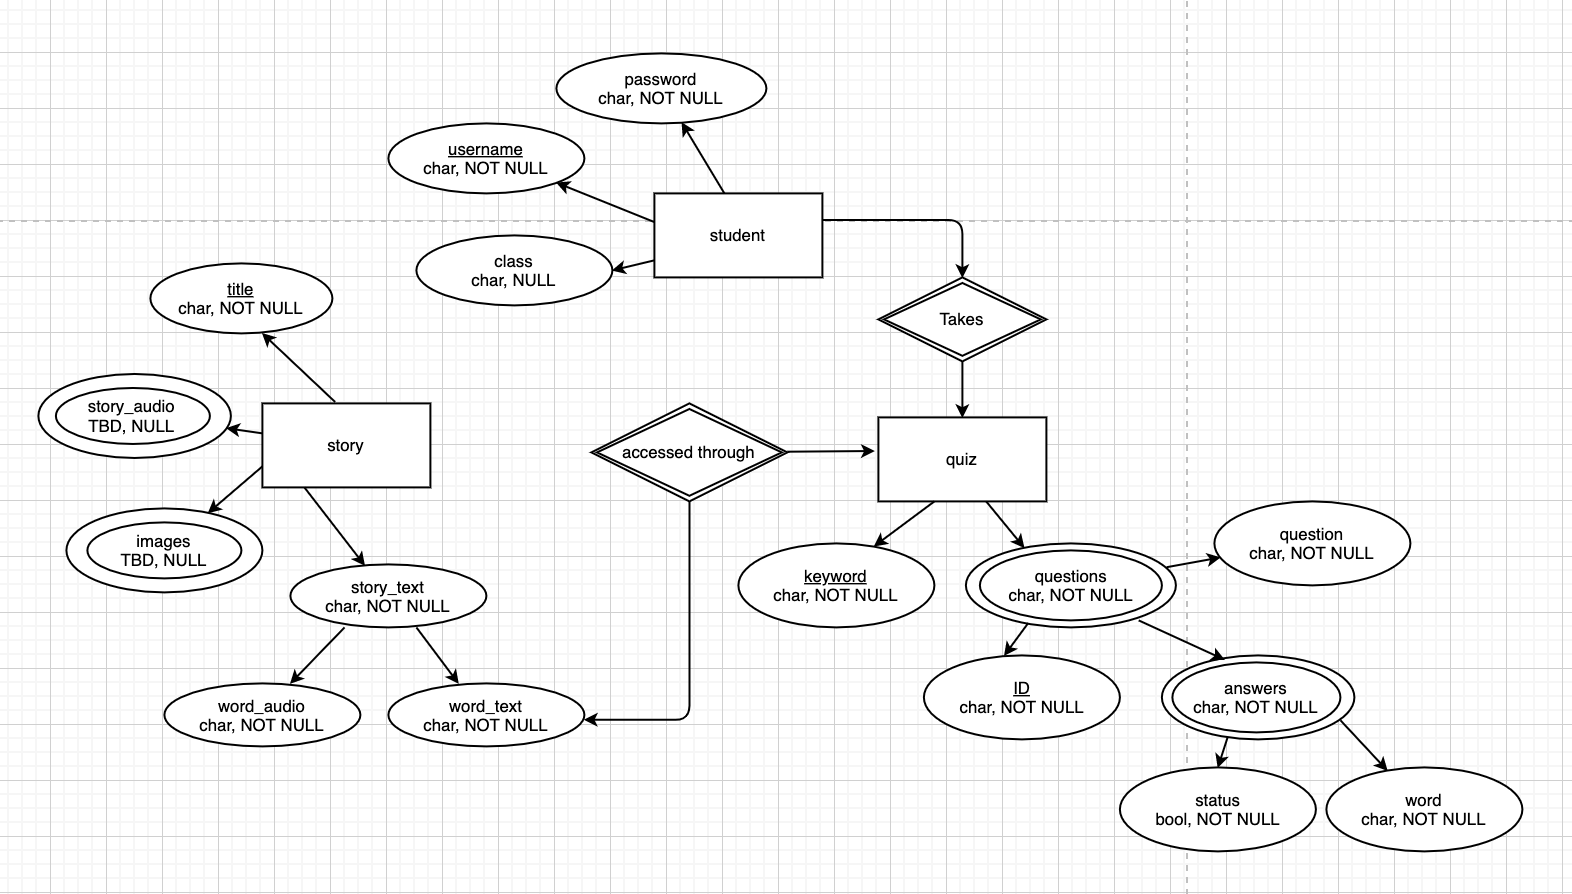 password
char, NOT NULL
username
char, NOT NULL
student
class
char, NULL
title
char, NOT NULL
Takes
story_audio
TBD, NULL
story
accessed through
quiz
images
TBD, NULL
question
char, NOT NULL
story_text
char, NOT NULL
keyword
char, NOT NULL
questions
char, NOT NULL
word_audio
char, NOT NULL
word_text
char, NOT NULL
ID
char, NOT NULL
answers
char, NOT NULL
status
bool, NOT NULL
word
char, NOT NULL